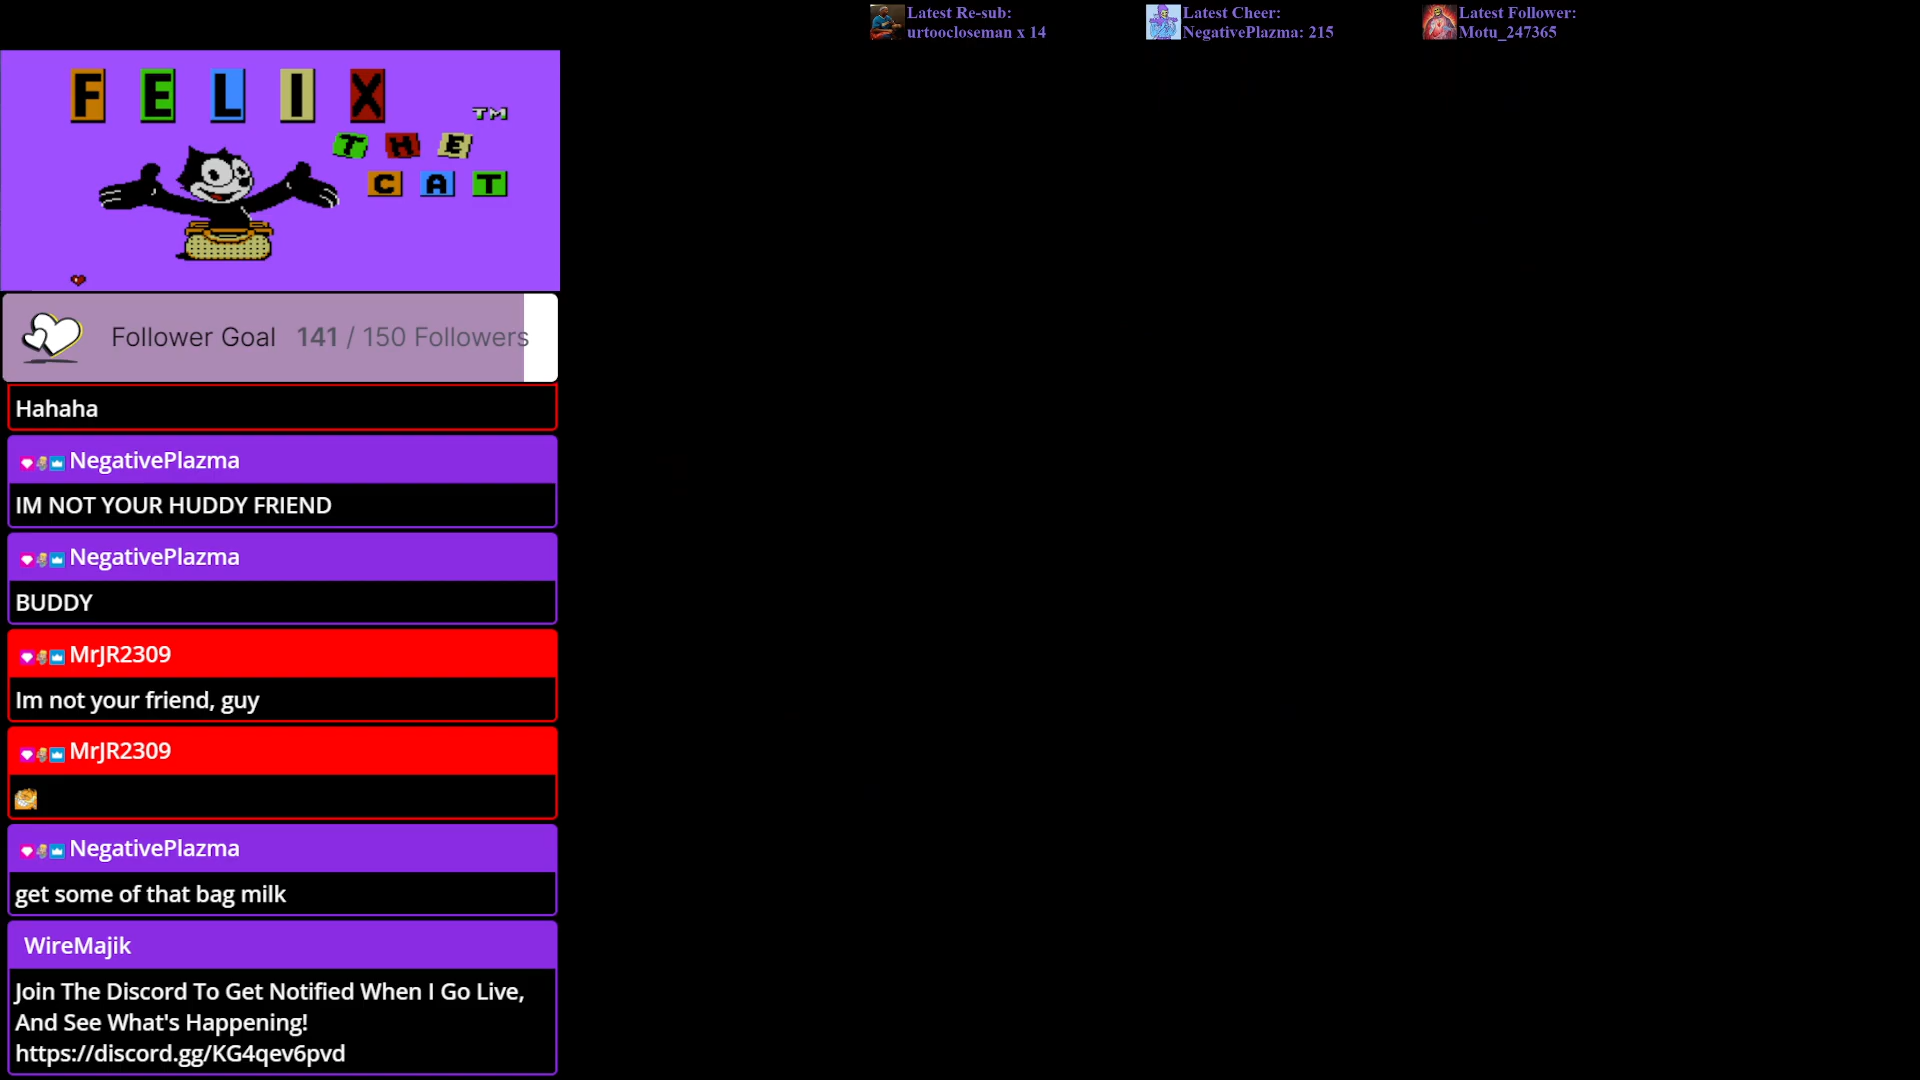 Latest Re-sub:
urtoocloseman x 14
Latest Cheer:
NegativePlazma: 215
Latest Follower:
Motu_247365
FELIX
TM
THE
CAT
Follower Goal 141 / 150 Followers
Hahaha
NegativePlazma
IM NOT YOUR HUDDY FRIEND
NegativePlazma
BUDDY
MrJR2309
Im not your friend, guy
MrJR2309
NegativePlazma
get some of that bag milk
WireMajik
Join The Discord To Get Notified When I Go Live,
And See What's Happening!
https://discord.gg/KG4qev6pvd